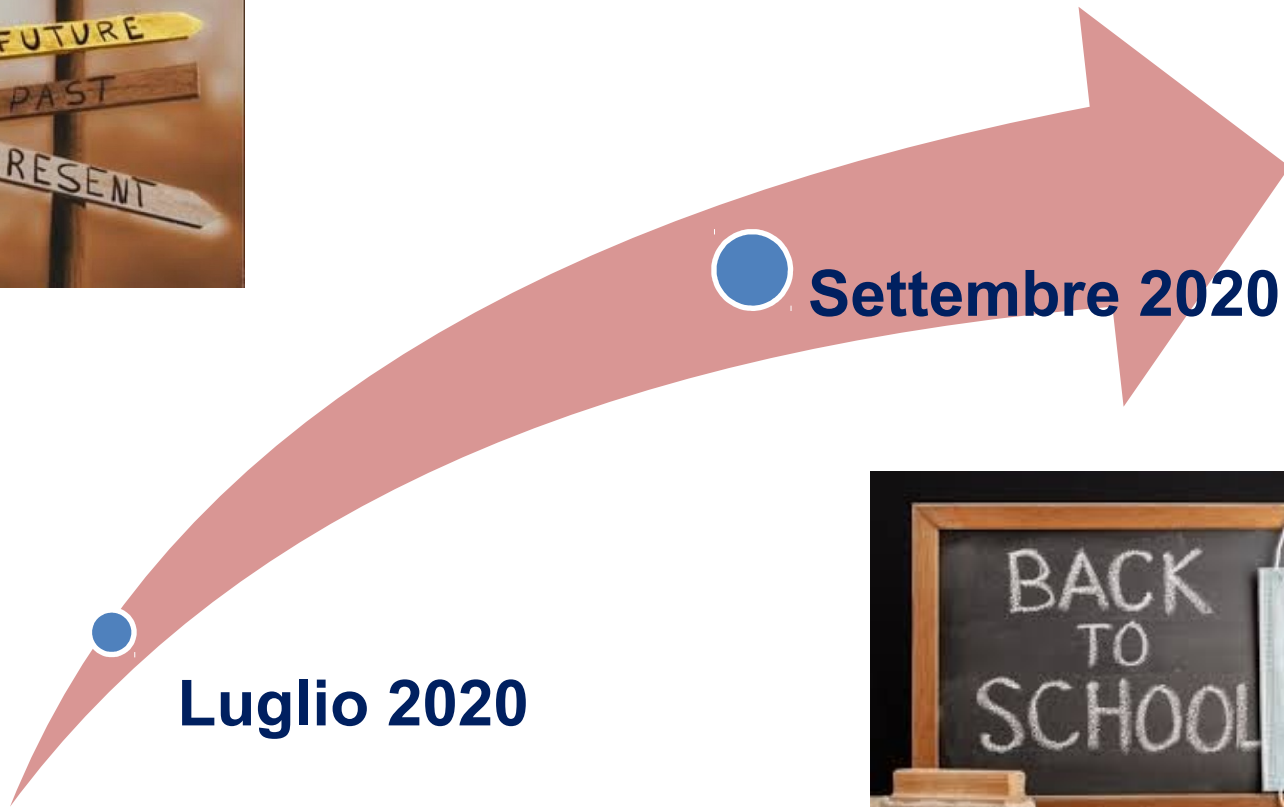 FUTURE
PAST
RESENT
Settembre 2020
Luglio 2020
BACK
TO
SCHOOL